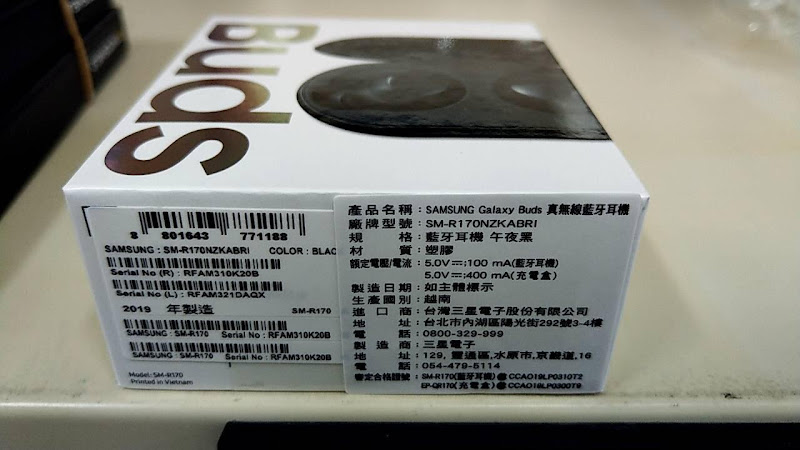 Buds
8 801643 771188
SAMSUNG : SM-R170NZKABRI COLOR : BLAC
Serial No (R) : RFAM310K20B
Serial No (L) : RFAM321DAQX
2019 年製造 SM-R170
SAMSUNG : SM-R170 Serial No : RFAM310K20B
SAMSUNG : SM-R170 Serial No : RFAM310K20B
Model: SM-R170
Printed in Vietnam
產品名稱 : SAMSUNG Galaxy Buds 真無線藍牙耳機
廠牌型號 : SM-R170NZKABRI
規 格 : 藍牙耳機 午夜黑
材 質 : 塑膠
額定電壓/電流 : 5.0V⎓;100 mA(藍牙耳機)
5.0V⎓;400 mA(充電盒)
製造日期 : 如主體標示
生產國別 : 越南
進 口 商 : 台灣三星電子股份有限公司
地 址 : 台北市內湖區陽光街292號3-4樓
電 話 : 0800-329-999
製 造 商 : 三星電子
地 址 : 129, 靈通區,水原市,京畿道,16
電 話 : 054-479-5114
審定合格證號 : SM-R170(藍牙耳機) CCAO19LP0310T2
EP-QR170(充電盒) CCAO19LP0300T9